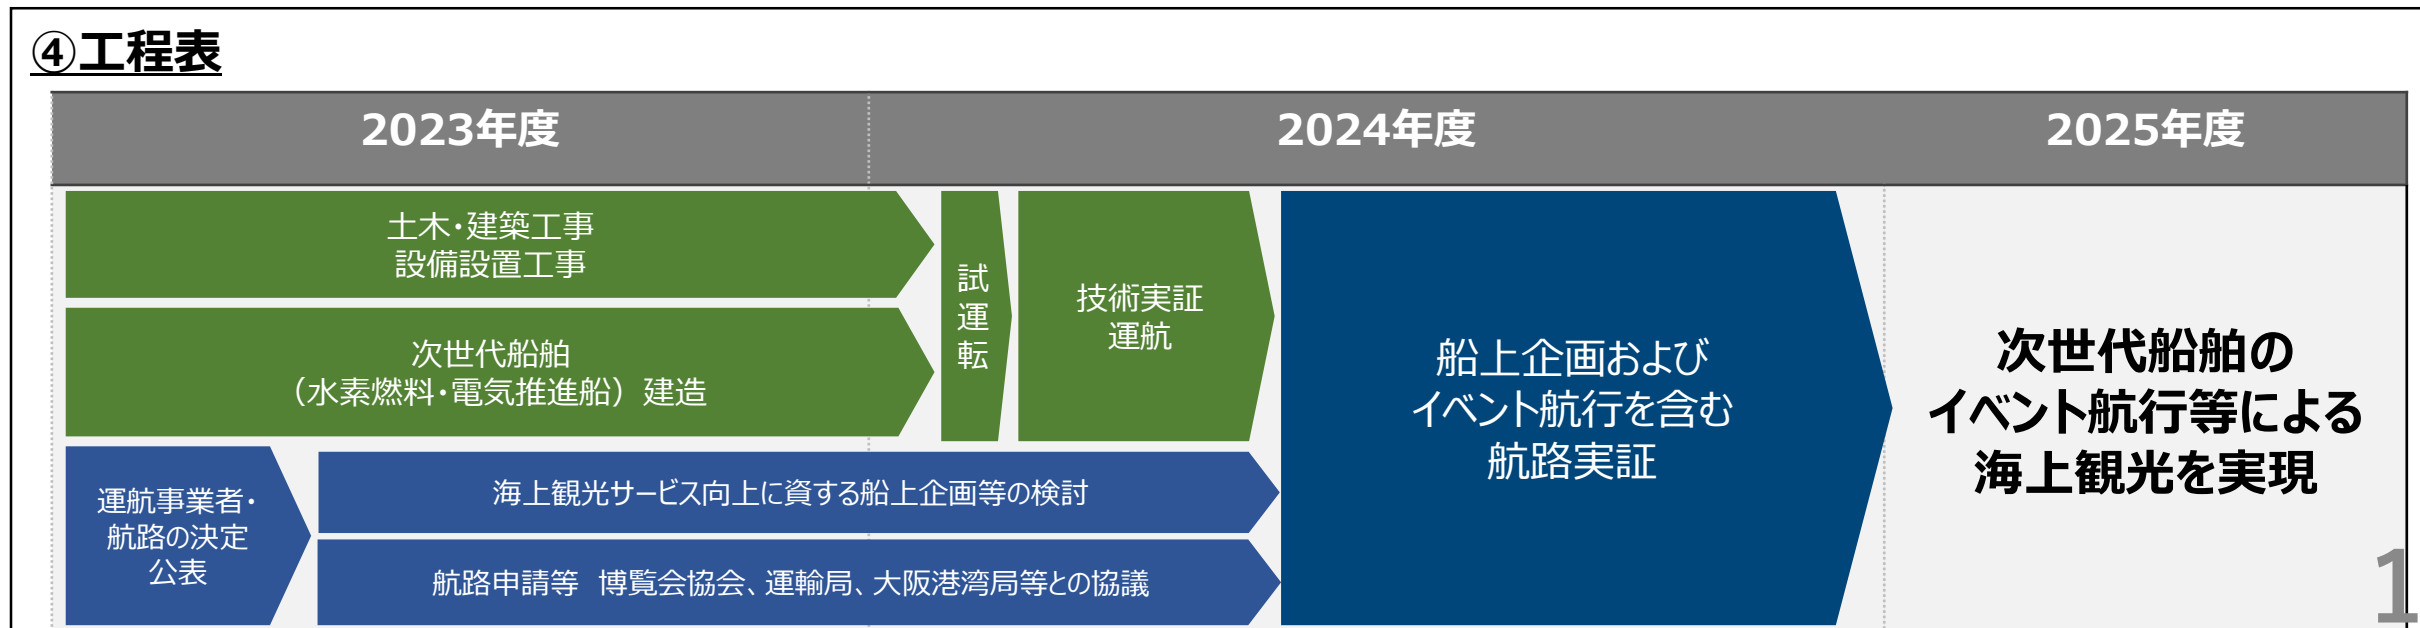 ④工程表
2023年度
2024年度
2025年度
土木・建築工事
設備設置工事
次世代船舶
（水素燃料・電気推進船）建造
試
運
転
技術実証
運航
運航事業者・
航路の決定
公表
海上観光サービス向上に資する船上企画等の検討
航路申請等　博覧会協会、運輸局、大阪港湾局等との協議
船上企画および
イベント航行を含む
航路実証
次世代船舶の
イベント航行等による
海上観光を実現
1